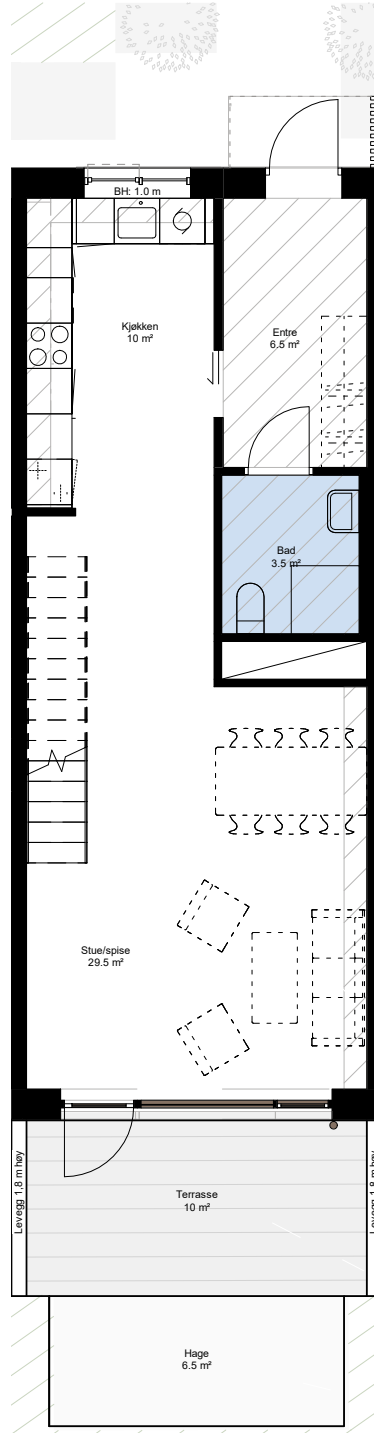 BH: 1.0 m
Kjøkken
10 m²
Entre
6.5 m²
Bad
3.5 m²
Stue/spise
29.5 m²
Levegg 1,8 m høy
Terrasse
10 m²
Levegg 1,8 m høy
Hage
6.5 m²